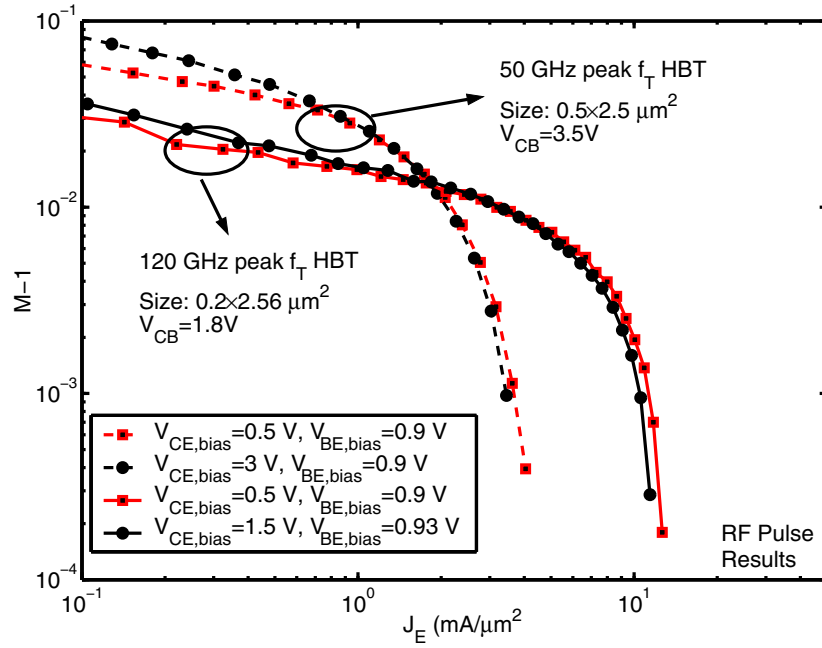 10^-1
10^-2
10^-3
10^-4
M-1
50 GHz peak f_T HBT
Size: 0.5×2.5 μm^2
V_CB=3.5V
120 GHz peak f_T HBT
Size: 0.2×2.56 μm^2
V_CB=1.8V
V_CE,bias=0.5 V, V_BE,bias=0.9 V
V_CE,bias=3 V, V_BE,bias=0.9 V
V_CE,bias=0.5 V, V_BE,bias=0.9 V
V_CE,bias=1.5 V, V_BE,bias=0.93 V
RF Pulse
Results
10^-1
10^0
10^1
J_E (mA/μm^2